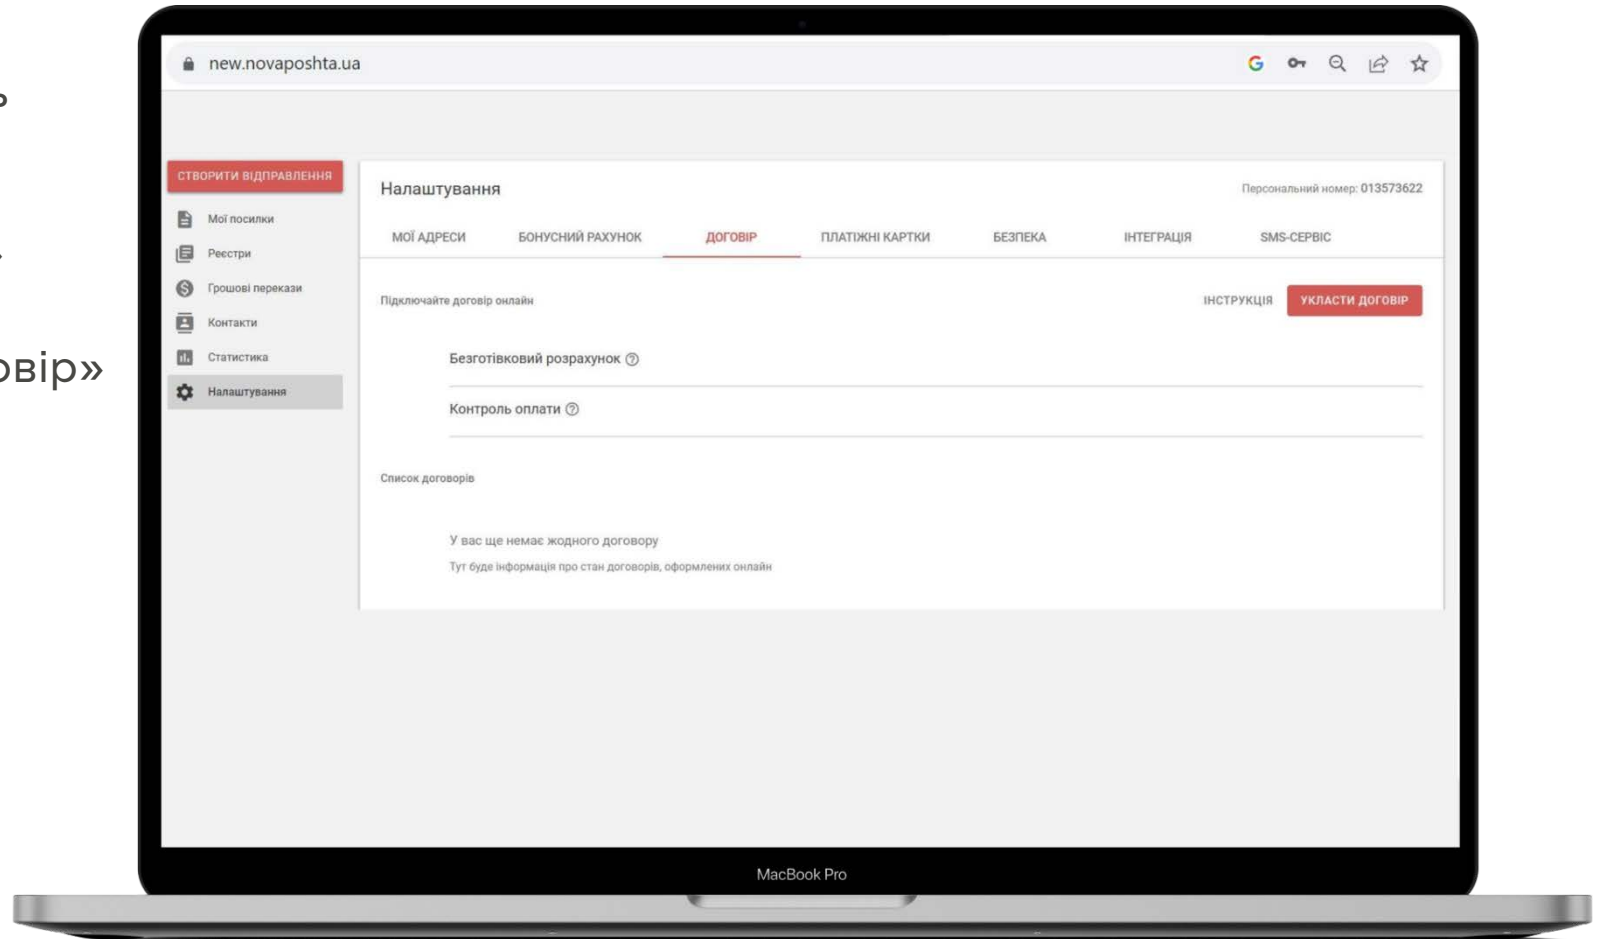 new.novaposhta.ua
СТВОРИТИ ВІДПРАВЛЕННЯ
Мої посилки
Реєстри
Грошові перекази
Контакти
Статистика
Налаштування
Налаштування
Персональний номер: 013573622
МОЇ АДРЕСИ БОНУСНИЙ РАХУНОК ДОГОВІР ПЛАТІЖНІ КАРТКИ БЕЗПЕКА ІНТЕГРАЦІЯ SMS-СЕРВІС
Підключайте договір онлайн
ІНСТРУКЦІЯ УКЛАСТИ ДОГОВІР
Безготівковий розрахунок
Контроль оплати
Список договорів
У вас ще немає жодного договору
Тут буде інформація про стан договорів, оформлених онлайн
овір»
MacBook Pro